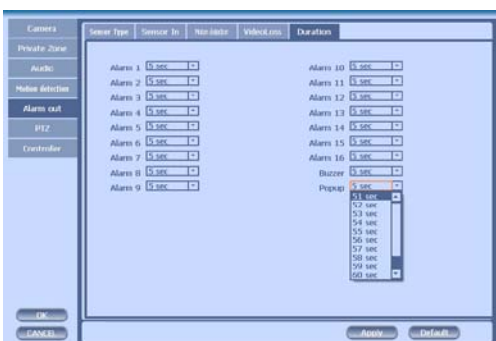 Camera
Private Zone
Audio
Motion detection
Alarm out
PTZ
Controller
OK
CANCEL
Sensor Type Sensor In Non-motion VideoLoss Duration
Alarm 1 5 sec
Alarm 2 5 sec
Alarm 3 5 sec
Alarm 4 5 sec
Alarm 5 5 sec
Alarm 6 5 sec
Alarm 7 5 sec
Alarm 8 5 sec
Alarm 9 5 sec
Alarm 10 5 sec
Alarm 11 5 sec
Alarm 12 5 sec
Alarm 13 5 sec
Alarm 14 5 sec
Alarm 15 5 sec
Alarm 16 5 sec
Buzzer 5 sec
Popup 5 sec
51 sec
52 sec
53 sec
54 sec
55 sec
56 sec
57 sec
58 sec
59 sec
60 sec
Apply Default